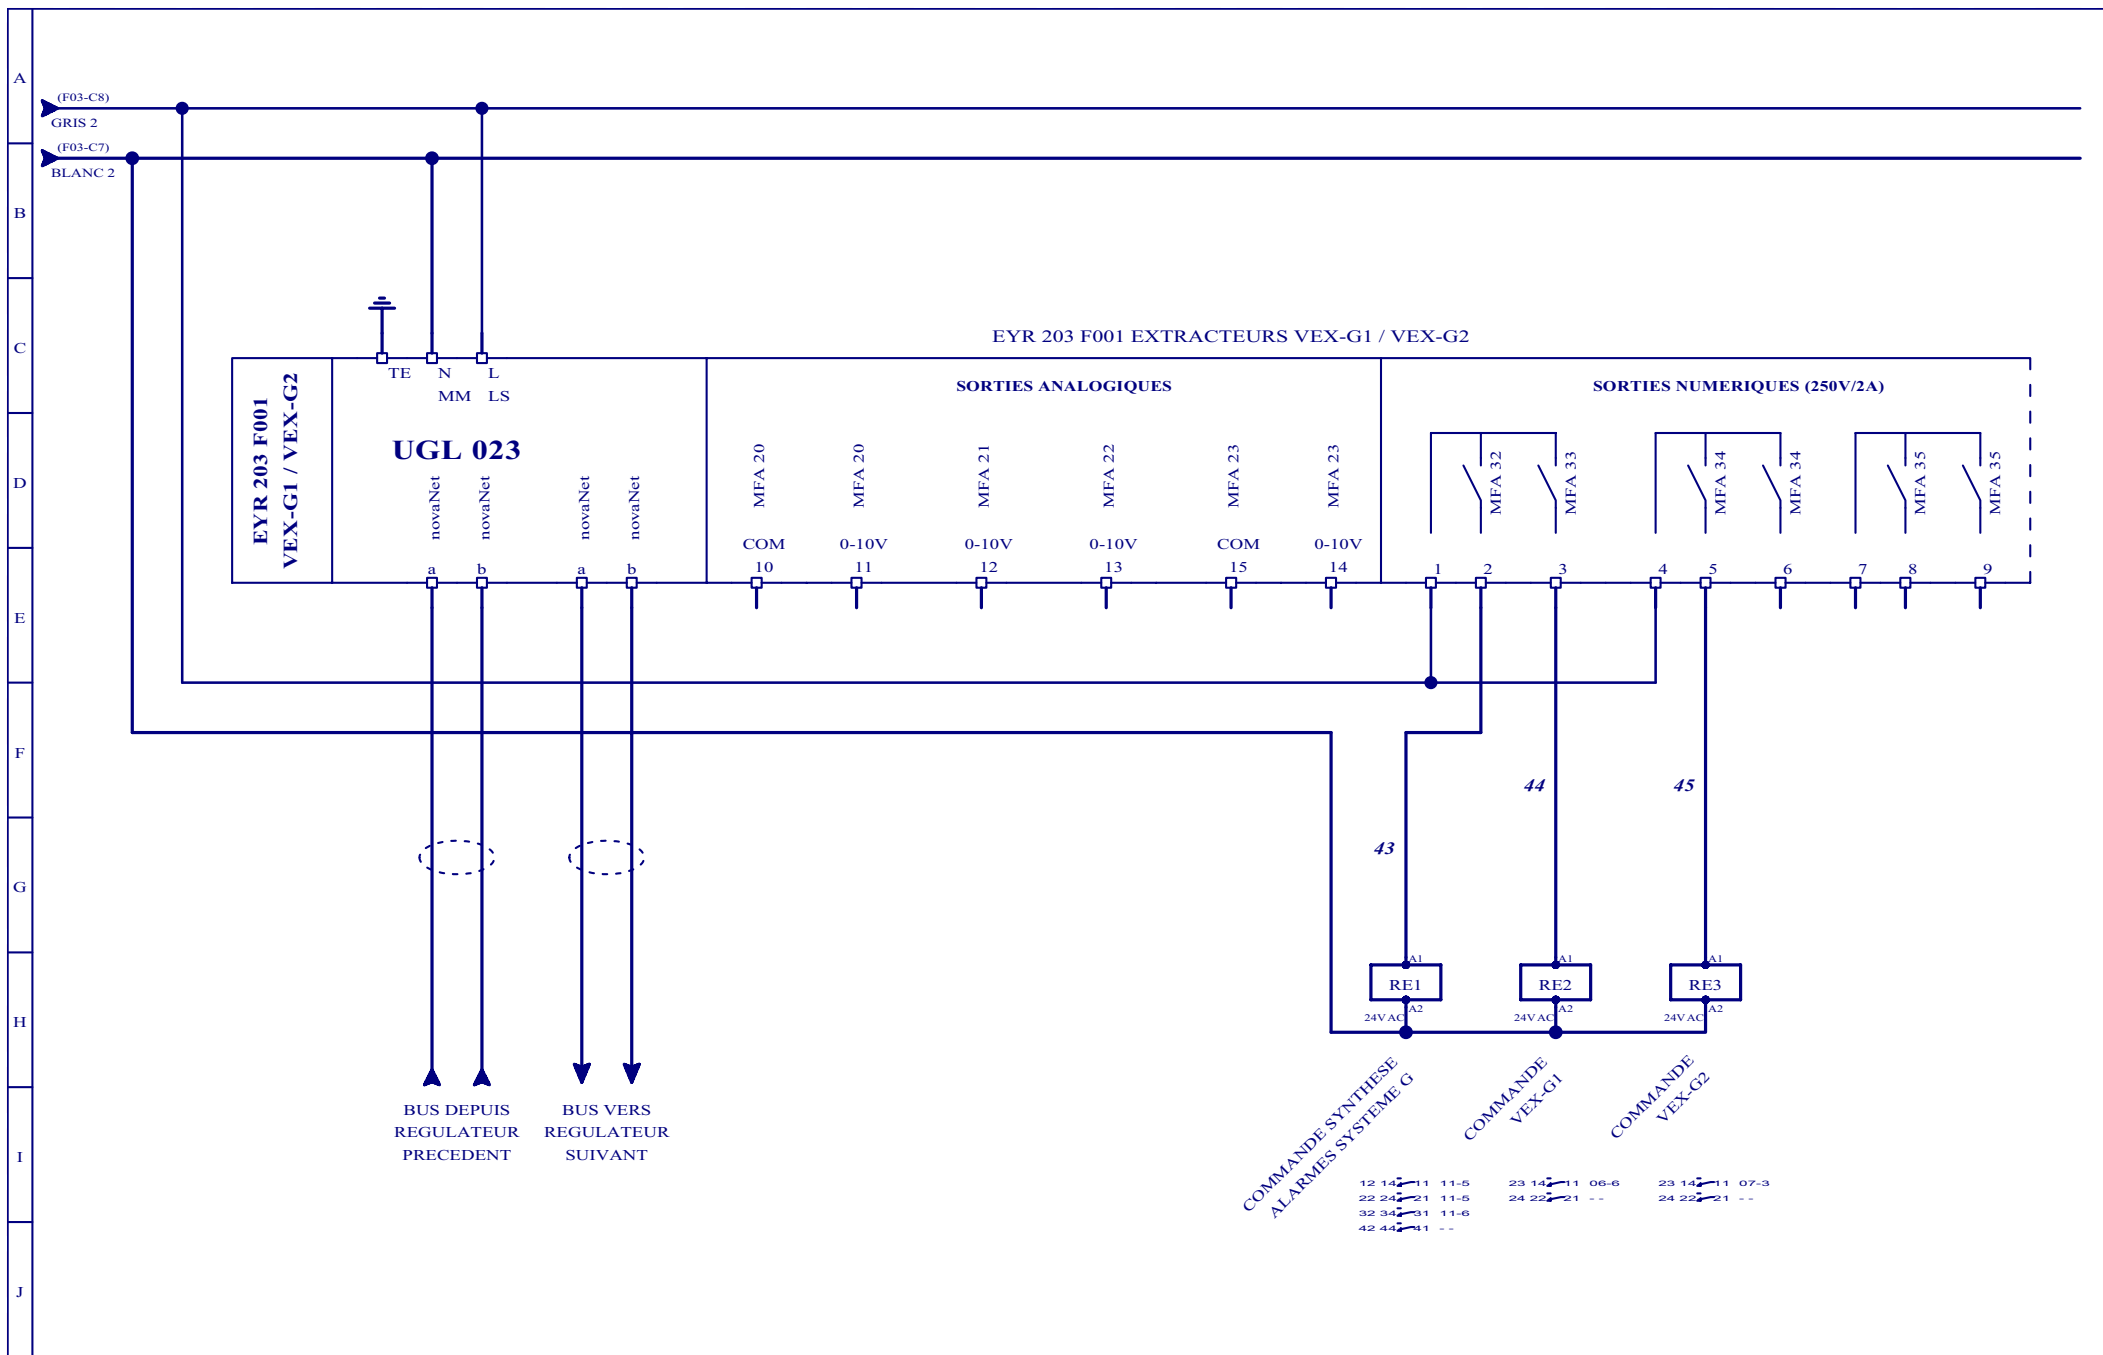 A
B
C
D
E
F
G
H
I
J
(F03-C8)
GRIS 2
(F03-C7)
BLANC 2
EYR 203 F001 EXTRACTEURS VEX-G1 / VEX-G2
EYR 203 F001
VEX-G1 / VEX-G2
TE N L
MM LS
UGL 023
novaNet novaNet novaNet novaNet
a b a b
SORTIES ANALOGIQUES
MFA 20 MFA 20 MFA 21 MFA 22 MFA 23 MFA 23
COM 0-10V 0-10V 0-10V COM 0-10V
10 11 12 13 15 14
SORTIES NUMERIQUES (250V/2A)
MFA 32 MFA 33 MFA 34 MFA 34 MFA 35 MFA 35
1 2 3 4 5 6 7 8 9
44 45
43
A1 A1 A1
RE1 RE2 RE3
A2 A2 A2
24V AC 24V AC 24V AC
BUS DEPUIS
REGULATEUR
PRECEDENT
BUS VERS
REGULATEUR
SUIVANT
COMMANDE SYNTHESE
ALARMES SYSTEME G
COMMANDE
VEX-G1
COMMANDE
VEX-G2
12 14 11 11-5
22 24 21 11-5
32 34 31 11-6
42 44 41 - -
23 14 11 06-6
24 22 21 - -
23 14 11 07-3
24 22 21 - -